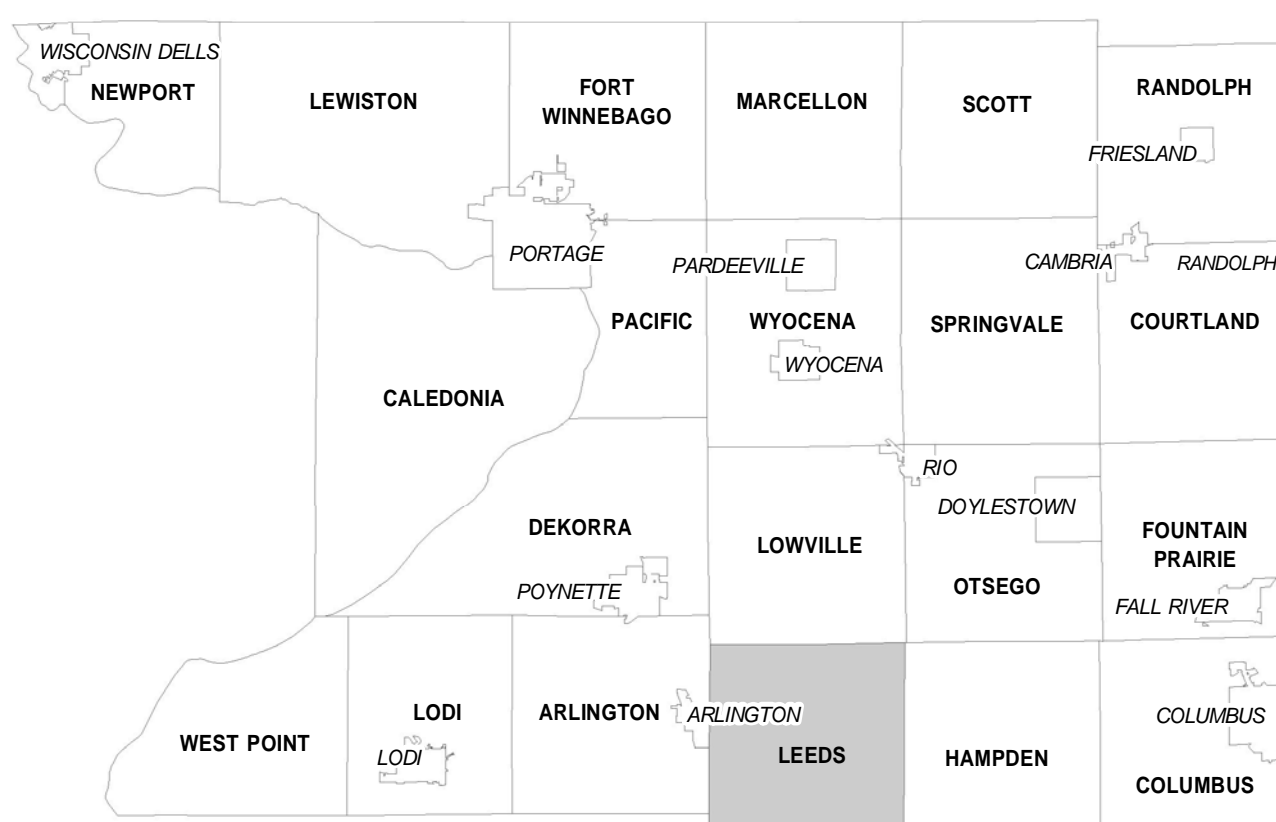 WISCONSIN DELLS
NEWPORT
LEWISTON
FORT
WINNEBAGO
MARCELLON
SCOTT
RANDOLPH
FRIESLAND
PORTAGE
PARDEEVILLE
CAMBRIA
RANDOLPH
PACIFIC
WYOCENA
SPRINGVALE
COURTLAND
WYOCENA
CALEDONIA
RIO
DOYLESTOWN
DEKORRA
LOWVILLE
FOUNTAIN
PRAIRIE
POYNETTE
OTSEGO
FALL RIVER
LODI
ARLINGTON
ARLINGTON
COLUMBUS
WEST POINT
LODI
LEEDS
HAMPDEN
COLUMBUS